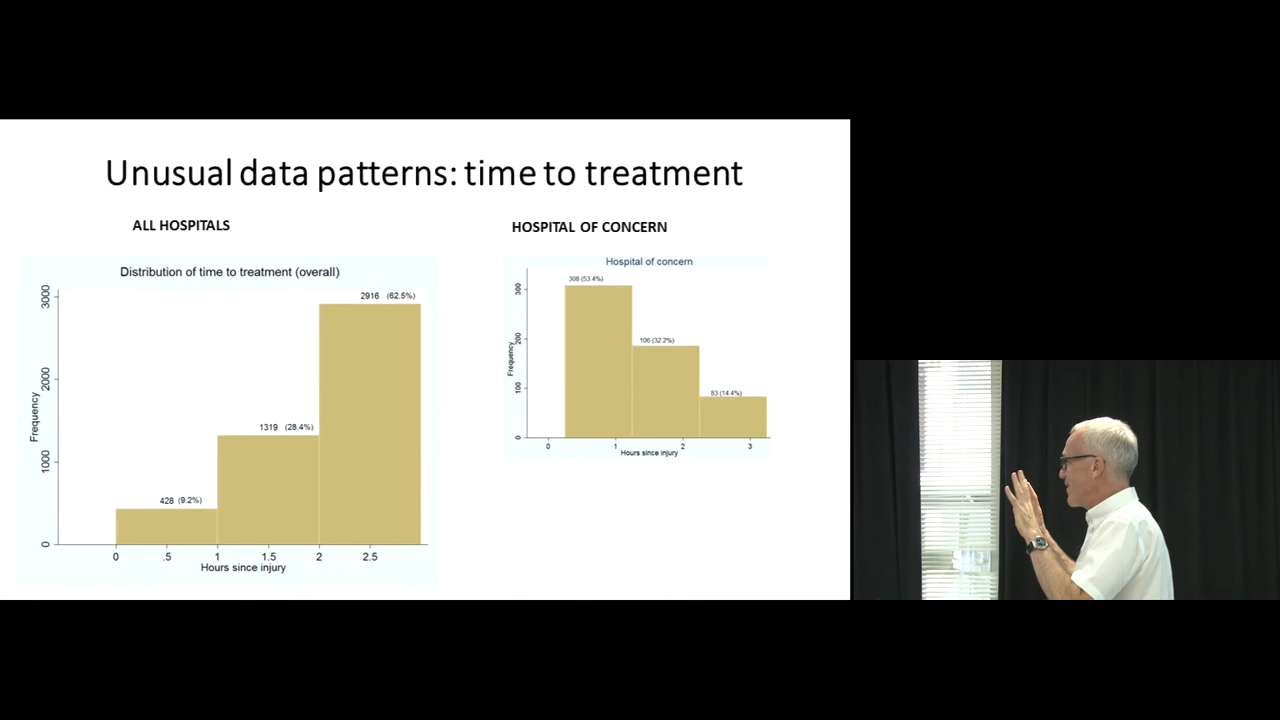 Unusual data patterns: time to treatment
ALL HOSPITALS
HOSPITAL OF CONCERN
Distribution of time to treatment (overall)
2916 (62.5%)
1319 (28.4%)
428 (9.2%)
3000
2000
1000
0
Frequency
0 .5 1 1.5 2 2.5
Hours since injury
Hospital of concern
308 (53.4%)
106 (32.2%)
83 (14.4%)
300
200
100
0
Frequency
0 1 2 3
Hours since injury